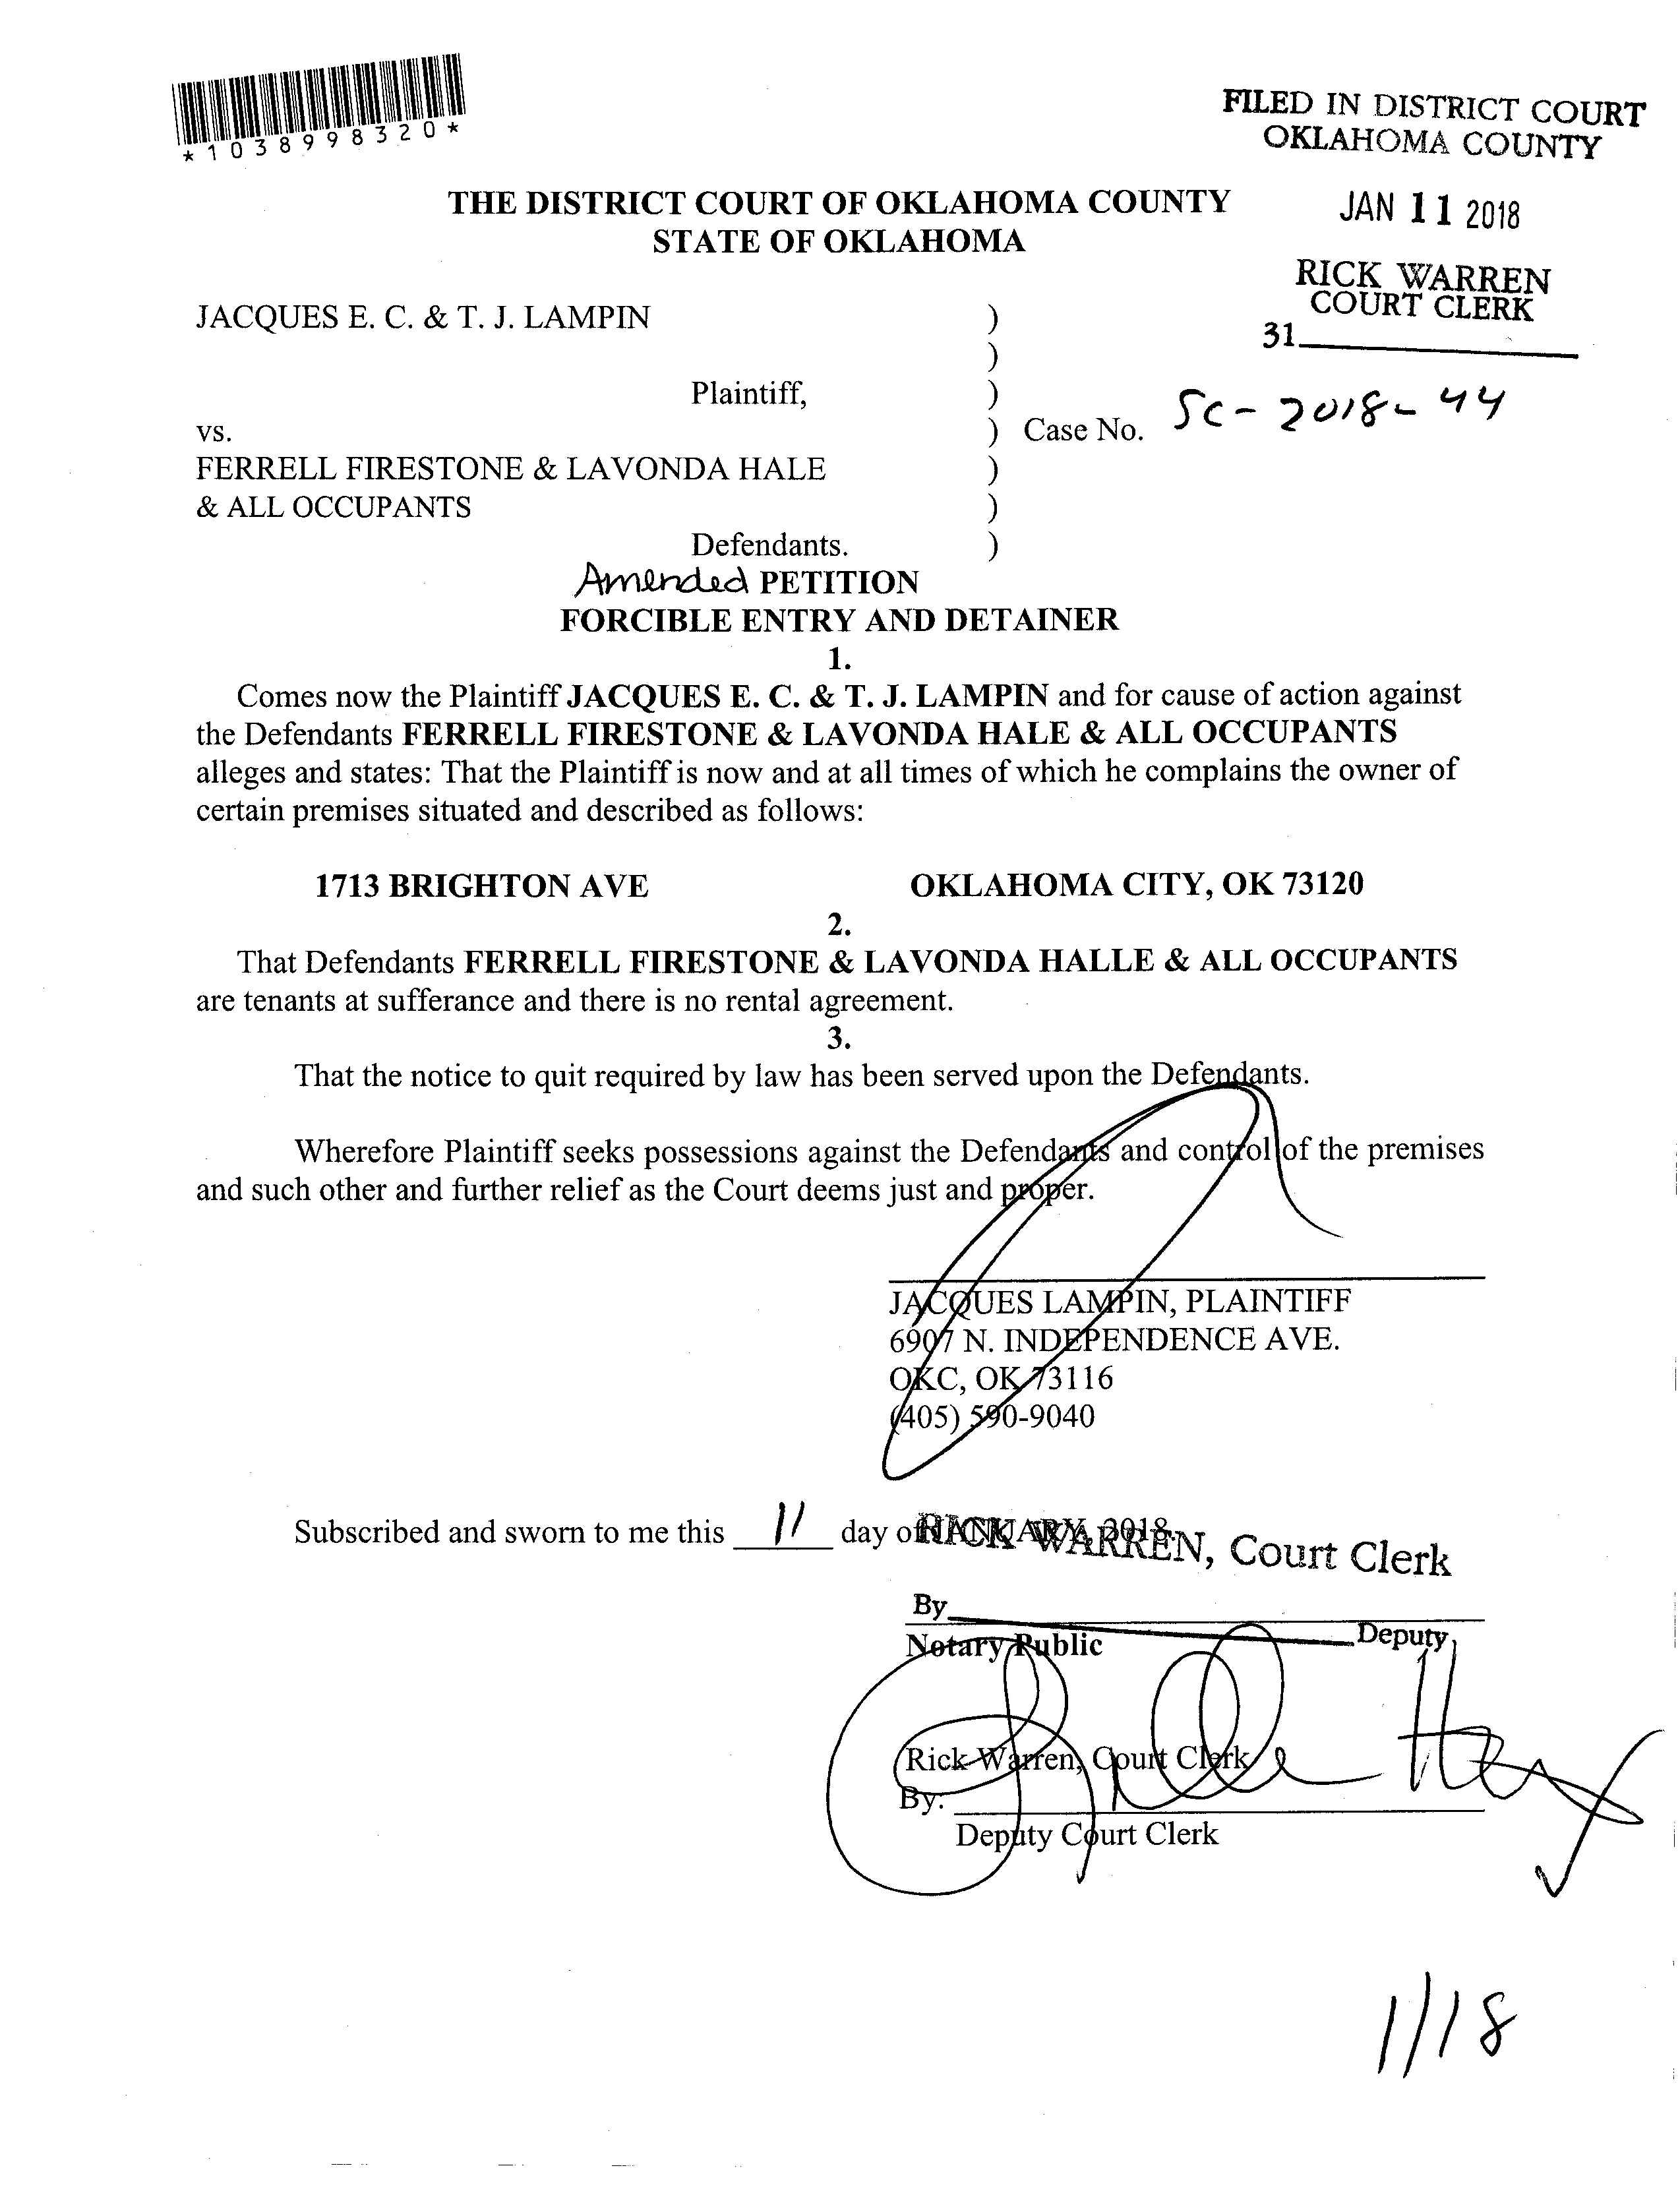 *1038998320*
FILED IN DISTRICT COURT
OKLAHOMA COUNTY
JAN 11 2018
RICK WARREN
COURT CLERK
31
THE DISTRICT COURT OF OKLAHOMA COUNTY
STATE OF OKLAHOMA
JACQUES E. C. & T. J. LAMPIN )
)
Plaintiff, )
vs. ) Case No. SC-2018-44
FERRELL FIRESTONE & LAVONDA HALE )
& ALL OCCUPANTS )
Defendants. )
Amended PETITION
FORCIBLE ENTRY AND DETAINER
1.
Comes now the Plaintiff JACQUES E. C. & T. J. LAMPIN and for cause of action against
the Defendants FERRELL FIRESTONE & LAVONDA HALE & ALL OCCUPANTS
alleges and states: That the Plaintiff is now and at all times of which he complains the owner of
certain premises situated and described as follows:
1713 BRIGHTON AVE OKLAHOMA CITY, OK 73120
2.
That Defendants FERRELL FIRESTONE & LAVONDA HALLE & ALL OCCUPANTS
are tenants at sufferance and there is no rental agreement.
3.
That the notice to quit required by law has been served upon the Defendants.
Wherefore Plaintiff seeks possessions against the Defendants and control of the premises
and such other and further relief as the Court deems just and proper.
JACQUES LAMPIN, PLAINTIFF
6907 N. INDEPENDENCE AVE.
OKC, OK 73116
(405) 590-9040
Subscribed and sworn to me this 11 day of JANUARY, 2018.
RICK WARREN, Court Clerk
By Deputy
Notary Public
Rick Warren, Court Clerk
By:
Deputy Court Clerk
1/18